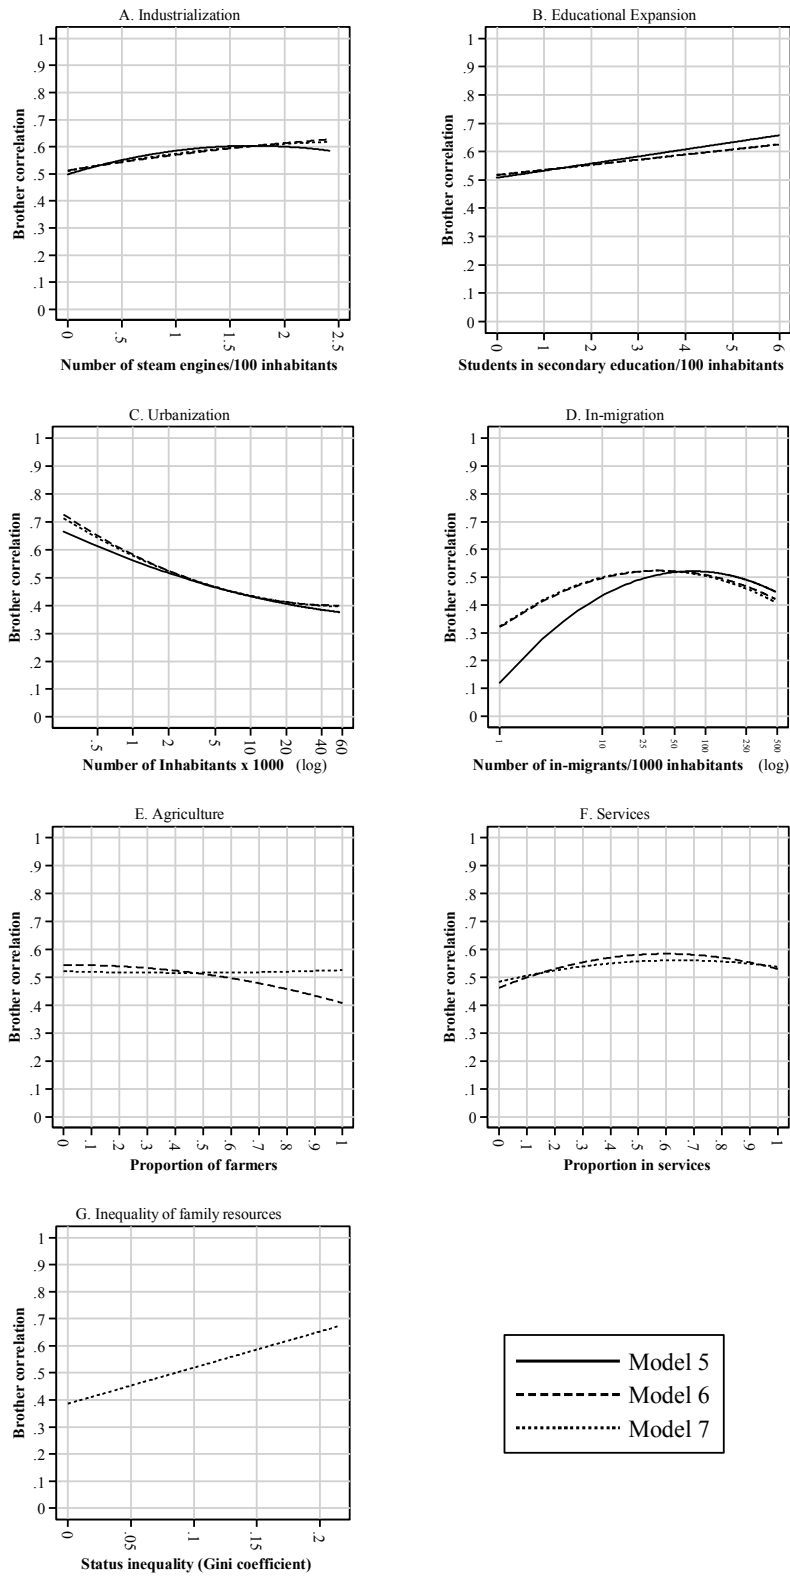 A. Industrialization
1
.9
.8
.7
.6
.5
.4
.3
.2
.1
0
Brother correlation
0 .5 1 1.5 2 2.5
Number of steam engines/100 inhabitants
B. Educational Expansion
1
.9
.8
.7
.6
.5
.4
.3
.2
.1
0
Brother correlation
0 1 2 3 4 5 6
Students in secondary education/100 inhabitants
C. Urbanization
1
.9
.8
.7
.6
.5
.4
.3
.2
.1
0
Brother correlation
.5 1 2 5 10 20 40 60
Number of Inhabitants x 1000 (log)
D. In-migration
1
.9
.8
.7
.6
.5
.4
.3
.2
.1
0
Brother correlation
1 10 25 50 100 250 500
Number of in-migrants/1000 inhabitants (log)
E. Agriculture
1
.9
.8
.7
.6
.5
.4
.3
.2
.1
0
Brother correlation
0 .1 .2 .3 .4 .5 .6 .7 .8 .9 1
Proportion of farmers
F. Services
1
.9
.8
.7
.6
.5
.4
.3
.2
.1
0
Brother correlation
0 .1 .2 .3 .4 .5 .6 .7 .8 .9 1
Proportion in services
G. Inequality of family resources
1
.9
.8
.7
.6
.5
.4
.3
.2
.1
0
Brother correlation
0 .05 .1 .15 .2
Status inequality (Gini coefficient)
Model 5
Model 6
Model 7